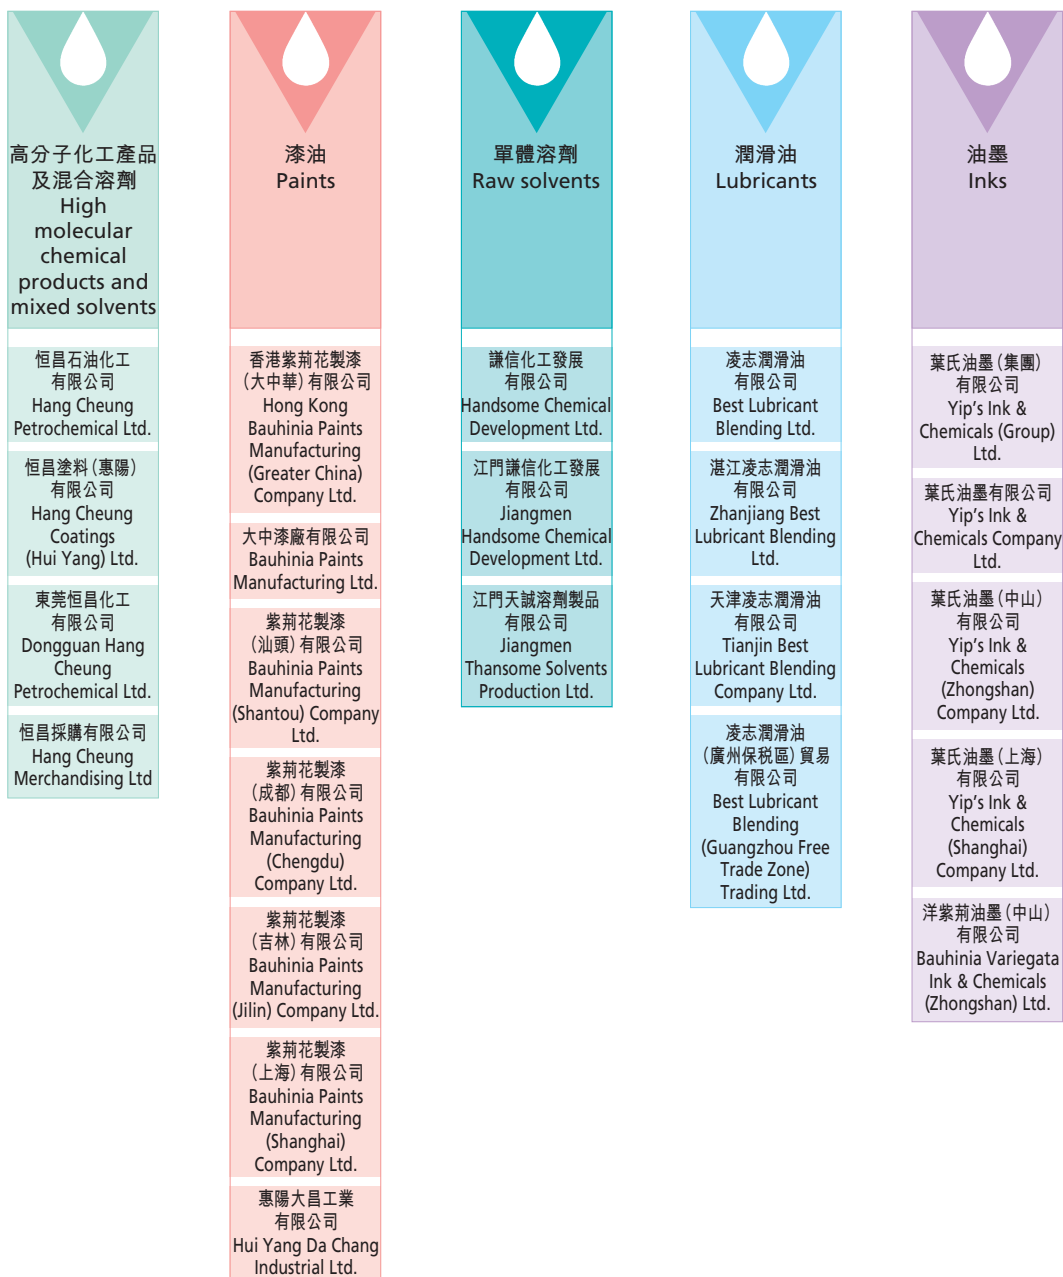 高分子化工產品
及混合溶劑
High
molecular
chemical
products and
mixed solvents
恒昌石油化工
有限公司
Hang Cheung
Petrochemical Ltd.
恒昌塗料(惠陽)
有限公司
Hang Cheung
Coatings
(Hui Yang) Ltd.
東莞恒昌化工
有限公司
Dongguan Hang
Cheung
Petrochemical Ltd.
恒昌採購有限公司
Hang Cheung
Merchandising Ltd
漆油
Paints
香港紫荊花製漆
(大中華)有限公司
Hong Kong
Bauhinia Paints
Manufacturing
(Greater China)
Company Ltd.
大中漆廠有限公司
Bauhinia Paints
Manufacturing Ltd.
紫荊花製漆
(汕頭)有限公司
Bauhinia Paints
Manufacturing
(Shantou) Company
Ltd.
紫荊花製漆
(成都)有限公司
Bauhinia Paints
Manufacturing
(Chengdu)
Company Ltd.
紫荊花製漆
(吉林)有限公司
Bauhinia Paints
Manufacturing
(Jilin) Company Ltd.
紫荊花製漆
(上海)有限公司
Bauhinia Paints
Manufacturing
(Shanghai)
Company Ltd.
惠陽大昌工業
有限公司
Hui Yang Da Chang
Industrial Ltd.
單體溶劑
Raw solvents
謙信化工發展
有限公司
Handsome Chemical
Development Ltd.
江門謙信化工發展
有限公司
Jiangmen
Handsome Chemical
Development Ltd.
江門天誠溶劑製品
有限公司
Jiangmen
Thansome Solvents
Production Ltd.
潤滑油
Lubricants
凌志潤滑油
有限公司
Best Lubricant
Blending Ltd.
湛江凌志潤滑油
有限公司
Zhanjiang Best
Lubricant Blending
Ltd.
天津凌志潤滑油
有限公司
Tianjin Best
Lubricant Blending
Company Ltd.
凌志潤滑油
(廣州保税區)貿易
有限公司
Best Lubricant
Blending
(Guangzhou Free
Trade Zone)
Trading Ltd.
油墨
Inks
葉氏油墨(集團)
有限公司
Yip's Ink &
Chemicals (Group)
Ltd.
葉氏油墨有限公司
Yip's Ink &
Chemicals Company
Ltd.
葉氏油墨(中山)
有限公司
Yip's Ink &
Chemicals
(Zhongshan)
Company Ltd.
葉氏油墨(上海)
有限公司
Yip's Ink &
Chemicals
(Shanghai)
Company Ltd.
洋紫荊油墨(中山)
有限公司
Bauhinia Variegata
Ink & Chemicals
(Zhongshan) Ltd.